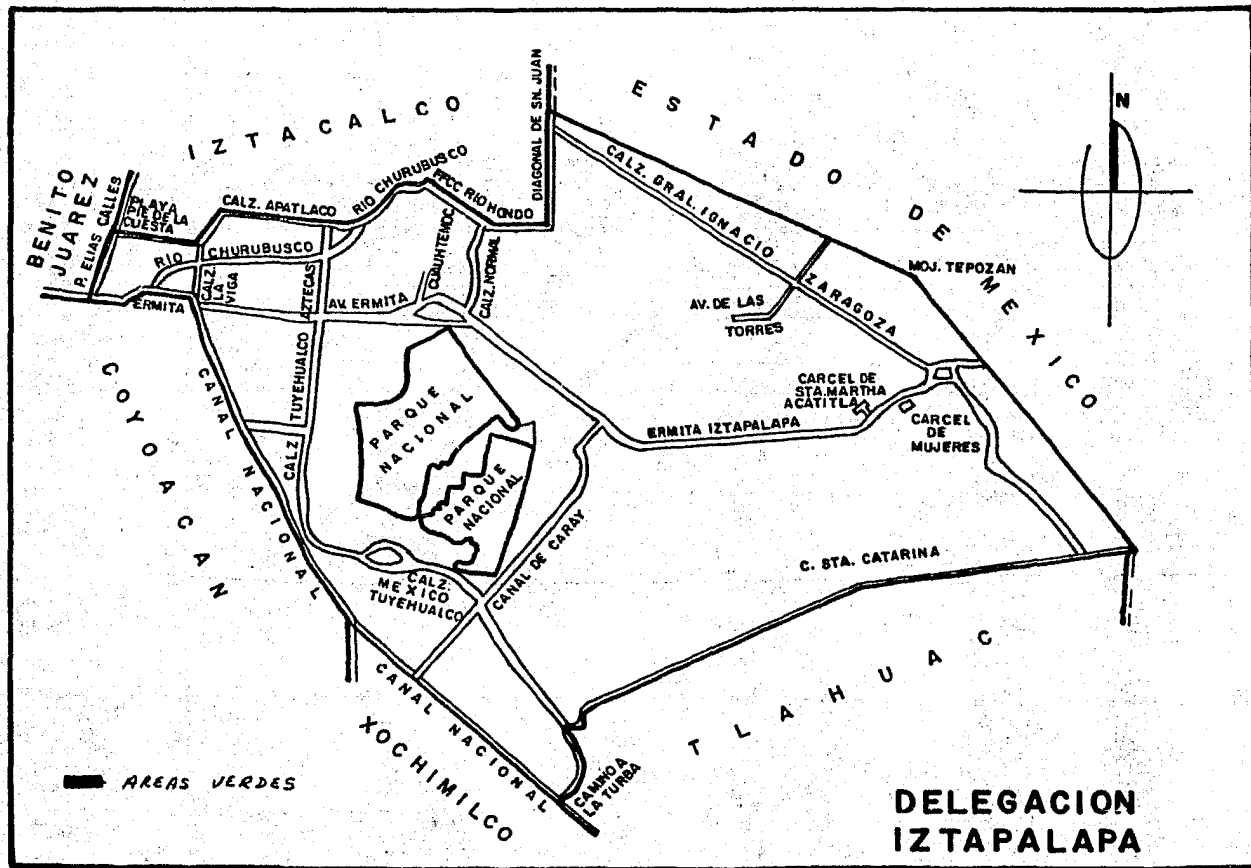 IZTACALCO
ESTADO DE MEXICO
N
BENITO
JUAREZ
P. ELIAS CALLES
PLAYA
PIE DE LA
CUESTA
CALZ. APATLACO
RIO CHURUBUSCO
FFCC RIO HONDO
DIAGONAL DE SN. JUAN
CALZ. GRAL. IGNACIO ZARAGOZA
RIO CHURUBUSCO
CALZ
LA
VIGA
AZTECAS
CUAUHTEMOC
CALZ. NORMAL
ERMITA
AV. ERMITA
AV. DE LAS
TORRES
MOJ. TEPOZAN
COYOACAN
CANAL NACIONAL
CALZ TUYEHUALCO
PARQUE
NACIONAL
PARQUE
NACIONAL
ERMITA IZTAPALAPA
CARCEL DE
STA. MARTHA
ACATITLA
CARCEL
DE
MUJERES
CANAL DE CARAY
CALZ.
MEXICO
TUYEHUALCO
C. STA. CATARINA
TLAHUAC
CANAL NACIONAL
XOCHIMILCO
CAMINO A
LA TURBA
AREAS VERDES
DELEGACION
IZTAPALAPA